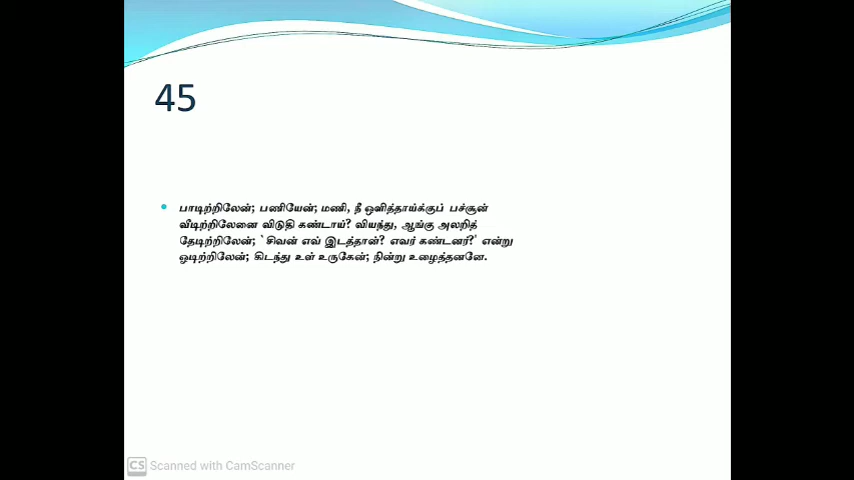 45
பாடிற்றிலேன்; பணியேன்; மணி, நீ ஒளித்தாய்க்குப் பச்சூன்
வீடிற்றிலேனை விடுதி கண்டாய்? வியந்து, ஆங்கு அலறித்
தேடிற்றிலேன்; `சிவன் எவ் இடத்தான்? எவர் கண்டனர்?' என்று
ஓடிற்றிலேன்; கிடந்து உள் உருகேன்; நின்று உழைத்தனனே.
CS Scanned with CamScanner